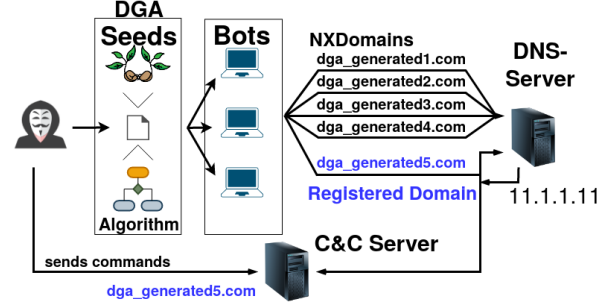 DGA
Seeds
Algorithm
Bots
NXDomains
dga_generated1.com
dga_generated2.com
dga_generated3.com
dga_generated4.com
dga_generated5.com
Registered Domain
DNS-
Server
11.1.1.11
C&C Server
sends commands
dga_generated5.com